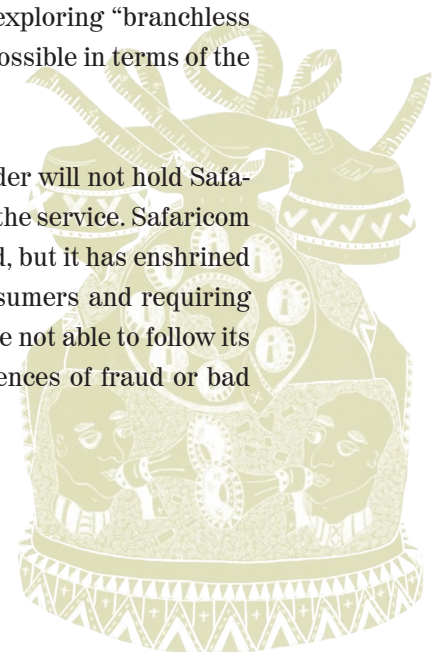 exploring “branchless
ossible in terms of the
der will not hold Safa-
the service. Safaricom
d, but it has enshrined
sumers and requiring
e not able to follow its
ences of fraud or bad